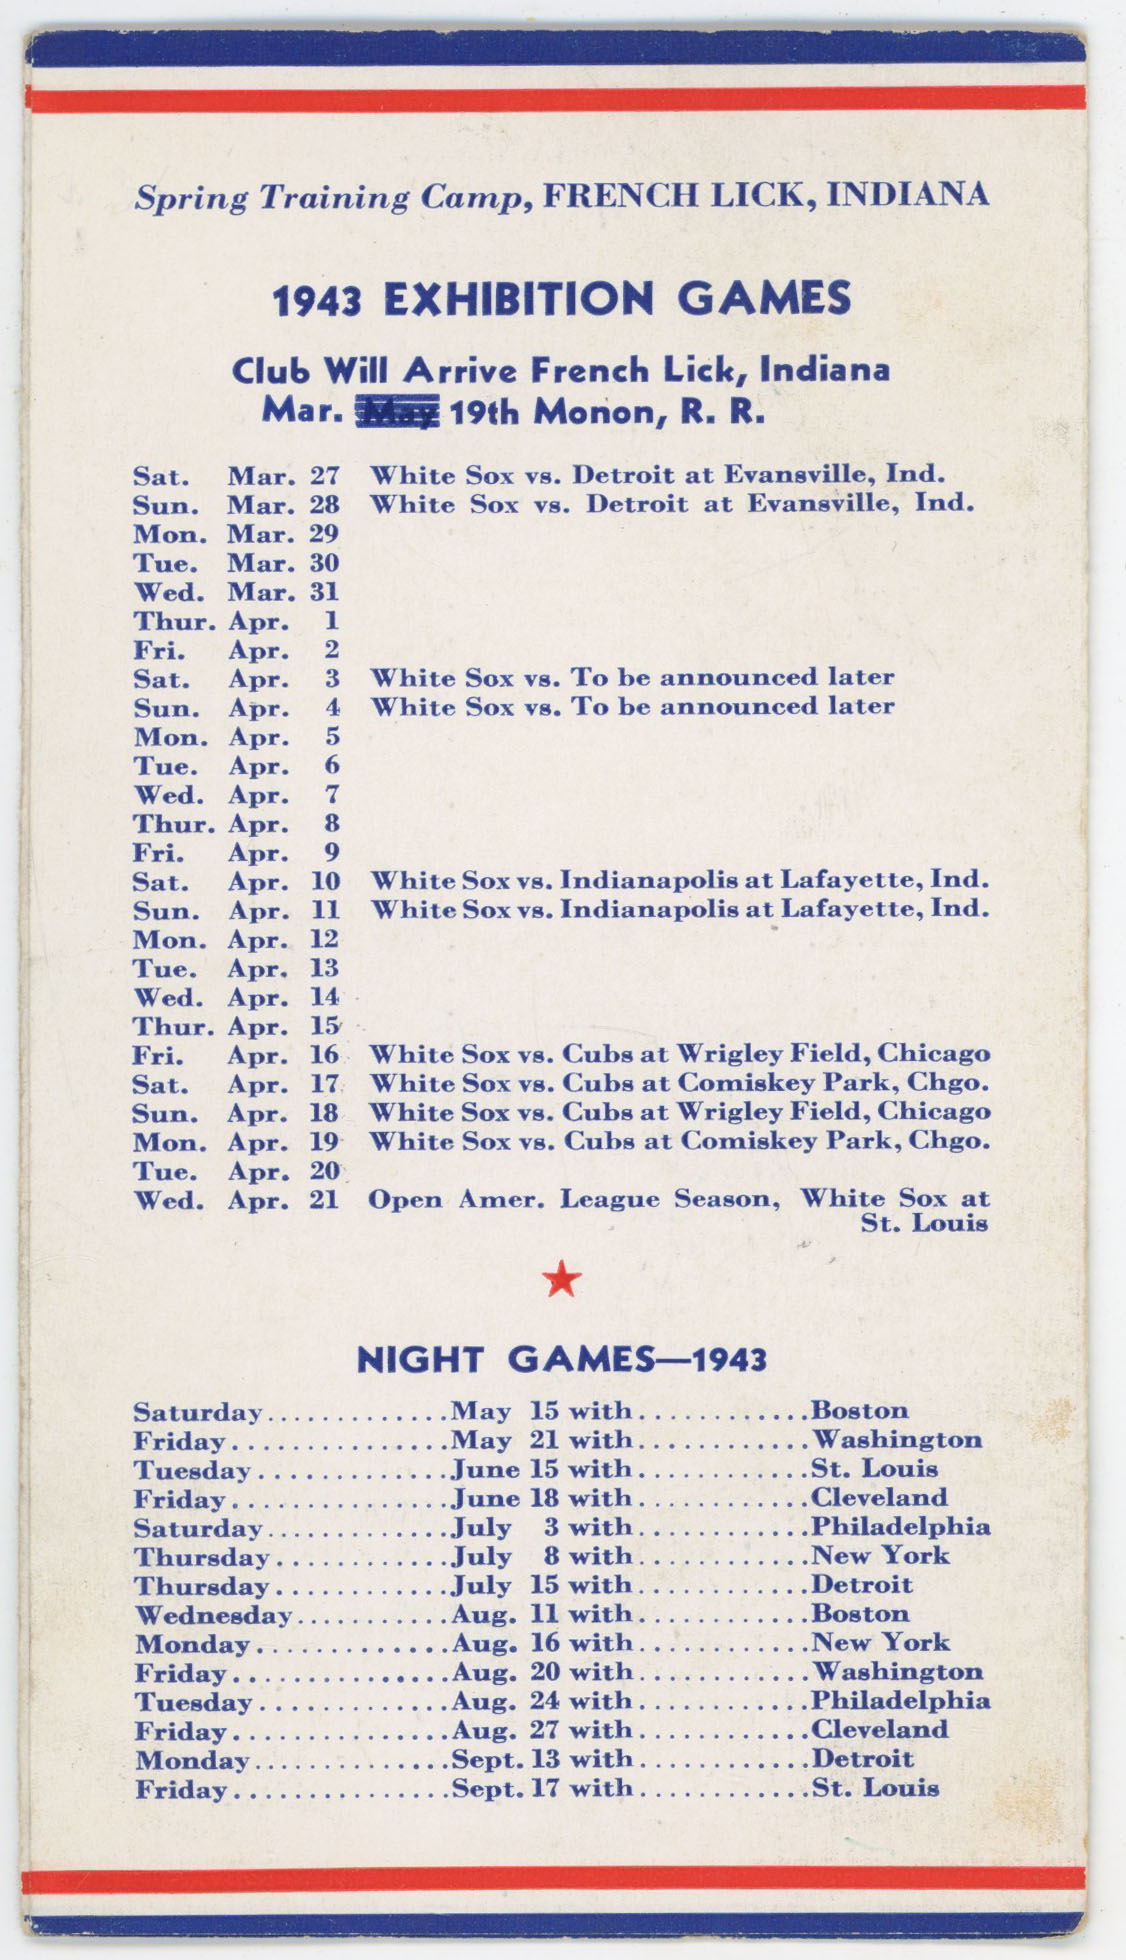 Spring Training Camp, FRENCH LICK, INDIANA
1943 EXHIBITION GAMES
Club Will Arrive French Lick, Indiana
Mar. May 19th Monon, R. R.
Sat. Mar. 27 White Sox vs. Detroit at Evansville, Ind.
Sun. Mar. 28 White Sox vs. Detroit at Evansville, Ind.
Mon. Mar. 29
Tue. Mar. 30
Wed. Mar. 31
Thur. Apr. 1
Fri. Apr. 2
Sat. Apr. 3 White Sox vs. To be announced later
Sun. Apr. 4 White Sox vs. To be announced later
Mon. Apr. 5
Tue. Apr. 6
Wed. Apr. 7
Thur. Apr. 8
Fri. Apr. 9
Sat. Apr. 10 White Sox vs. Indianapolis at Lafayette, Ind.
Sun. Apr. 11 White Sox vs. Indianapolis at Lafayette, Ind.
Mon. Apr. 12
Tue. Apr. 13
Wed. Apr. 14
Thur. Apr. 15
Fri. Apr. 16 White Sox vs. Cubs at Wrigley Field, Chicago
Sat. Apr. 17 White Sox vs. Cubs at Comiskey Park, Chgo.
Sun. Apr. 18 White Sox vs. Cubs at Wrigley Field, Chicago
Mon. Apr. 19 White Sox vs. Cubs at Comiskey Park, Chgo.
Tue. Apr. 20
Wed. Apr. 21 Open Amer. League Season, White Sox at
St. Louis
NIGHT GAMES—1943
Saturday.............May 15 with............Boston
Friday................May 21 with............Washington
Tuesday..............June 15 with............St. Louis
Friday................June 18 with............Cleveland
Saturday.............July 3 with............Philadelphia
Thursday.............July 8 with............New York
Thursday.............July 15 with............Detroit
Wednesday...........Aug. 11 with............Boston
Monday..............Aug. 16 with............New York
Friday................Aug. 20 with............Washington
Tuesday..............Aug. 24 with............Philadelphia
Friday................Aug. 27 with............Cleveland
Monday..............Sept. 13 with............Detroit
Friday................Sept. 17 with............St. Louis